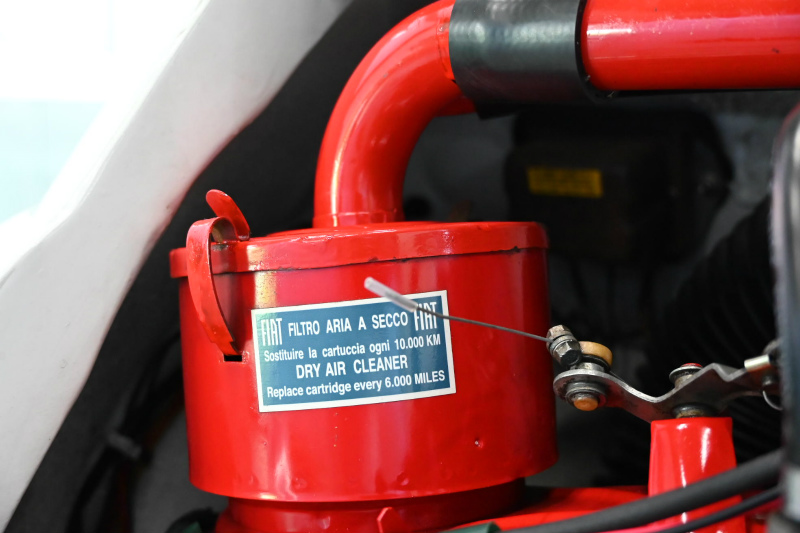 FIAT FILTRO ARIA A SECCO FIAT
Sostituire la cartuccia ogni 10.000 KM
DRY AIR CLEANER
Replace cartridge every 6.000 MILES